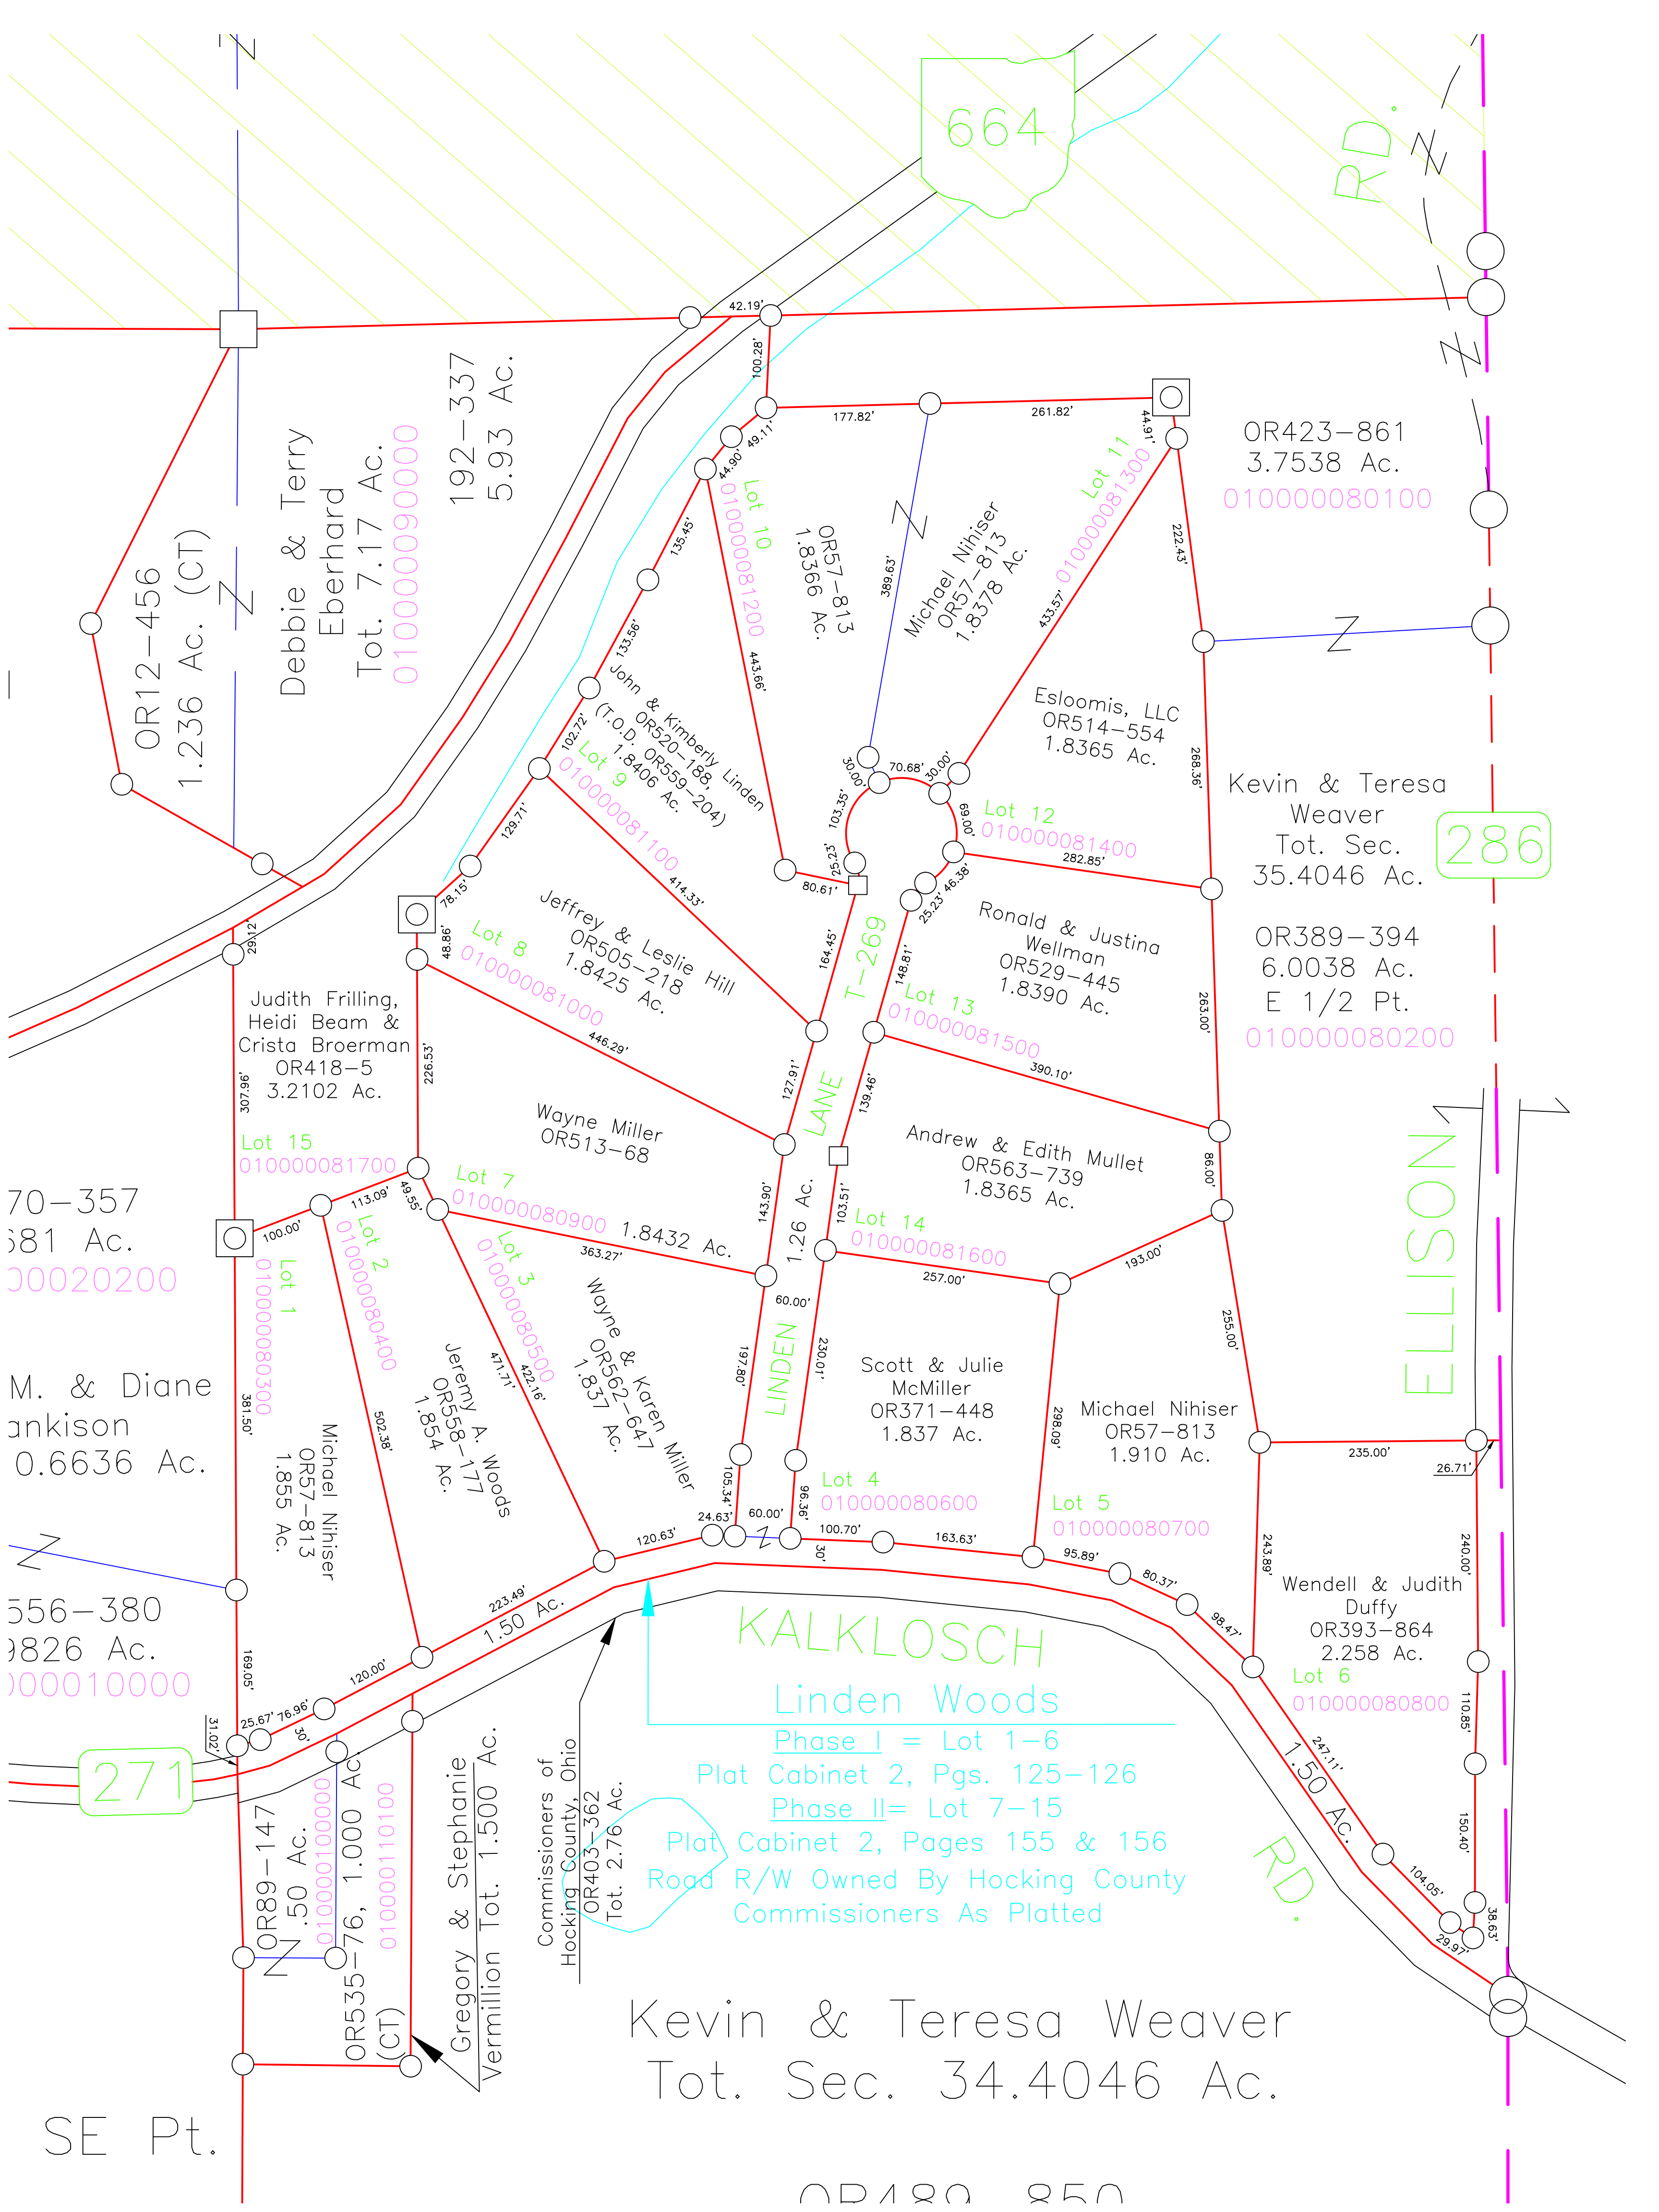 664
RD.
42.19'
100.28'
177.82'
261.82'
44.91'
49.11'
44.90'
192-337
5.93 Ac.
Debbie & Terry
Eberhard
Tot. 7.17 Ac.
010000090000
OR12-456
1.236 Ac. (CT)
OR423-861
3.7538 Ac.
010000080100
Lot 11
010000081300
Michael Nihiser
OR57-813
1.8378 Ac.
Lot 10
010000081200
OR57-813
1.8366 Ac.
389.63'
433.57'
222.43'
135.45'
133.56'
443.66'
102.72'
John & Kimberly Linden
OR520-188,
(T.O.D. OR559-204)
1.8406 Ac.
Lot 9
010000081100
Esloomis, LLC
OR514-554
1.8365 Ac.
268.36'
30.00'
70.68'
30.00'
103.35'
69.00'
25.23'
46.38'
25.23'
80.61'
Lot 12
010000081400
282.85'
Kevin & Teresa
Weaver
Tot. Sec.
35.4046 Ac.
286
OR389-394
6.0038 Ac.
E 1/2 Pt.
010000080200
129.71'
78.15'
48.86'
414.33'
Jeffrey & Leslie Hill
OR505-218
1.8425 Ac.
Lot 8
010000081000
446.29'
164.45'
T-269
148.81'
Ronald & Justina
Wellman
OR529-445
1.8390 Ac.
Lot 13
010000081500
263.00'
390.10'
29.12'
307.96'
Judith Frilling,
Heidi Beam &
Crista Broerman
OR418-5
3.2102 Ac.
Lot 15
010000081700
226.53'
Wayne Miller
OR513-68
127.91'
139.46'
LANE
Andrew & Edith Mullet
OR563-739
1.8365 Ac.
86.00'
ELLISON
70-357
681 Ac.
00020200
100.00'
113.09'
49.55'
Lot 7
010000080900
1.8432 Ac.
363.27'
143.90'
1.26 Ac.
103.51'
Lot 14
010000081600
257.00'
193.00'
Lot 1
010000080300
Lot 2
010000080400
Lot 3
010000080500
60.00'
255.00'
M. & Diane
ankison
0.6636 Ac.
381.50'
Michael Nihiser
OR57-813
1.855 Ac.
502.38'
Jeremy A. Woods
OR558-177
1.854 Ac.
471.71'
422.16'
Wayne & Karen Miller
OR562-647
1.837 Ac.
197.80'
LINDEN
230.01'
Scott & Julie
McMiller
OR371-448
1.837 Ac.
298.09'
Michael Nihiser
OR57-813
1.910 Ac.
235.00'
26.71'
105.34'
96.36'
Lot 4
010000080600
Lot 5
010000080700
24.63'
60.00'
120.63'
100.70'
30'
163.63'
95.89'
80.37'
98.47'
243.89'
240.00'
Wendell & Judith
Duffy
OR393-864
2.258 Ac.
Lot 6
010000080800
556-380
9826 Ac.
000010000
169.05'
223.49'
1.50 Ac.
120.00'
76.96'
25.67'
30'
31.02'
271
KALKLOSCH
RD.
Linden Woods
Phase I = Lot 1-6
Plat Cabinet 2, Pgs. 125-126
Phase II= Lot 7-15
Plat Cabinet 2, Pages 155 & 156
Road R/W Owned By Hocking County
Commissioners As Platted
247.11'
1.50 Ac.
110.85'
150.40'
104.05'
38.63'
29.97'
OR89-147
.50 Ac.
010000100000
OR535-76, 1.000 Ac.
(CT)
010000110100
Gregory & Stephanie
Vermillion Tot. 1.500 Ac.
Commissioners of
Hocking County, Ohio
OR403-362
Tot. 2.76 Ac.
Kevin & Teresa Weaver
Tot. Sec. 34.4046 Ac.
SE Pt.
OR489 850